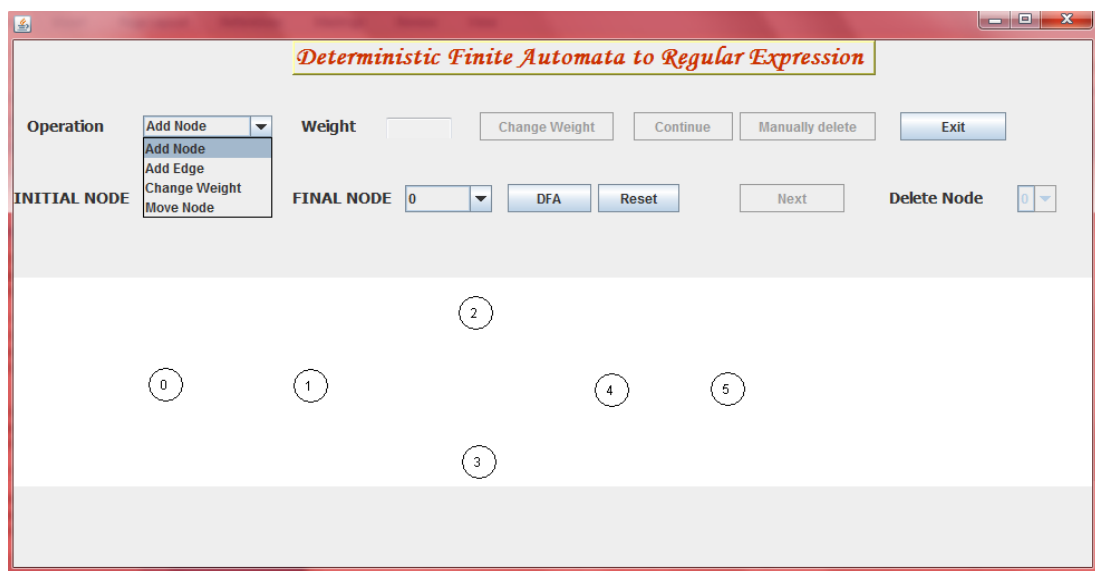 Deterministic Finite Automata to Regular Expression
Operation Add Node Weight Change Weight Continue Manually delete Exit
Add Node
Add Edge
Change Weight
Move Node
INITIAL NODE FINAL NODE 0 DFA Reset Next Delete Node 0
2
0 1 4 5
3